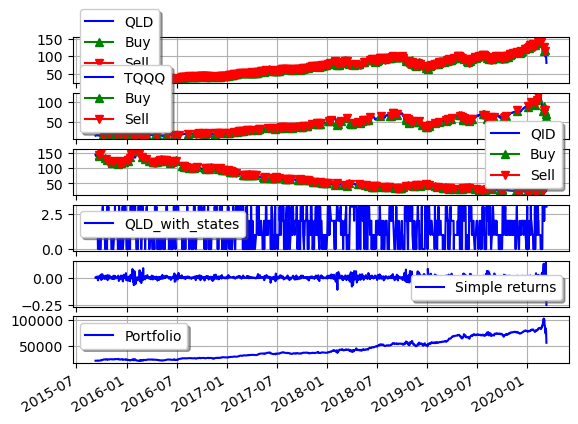 QLD
Buy
Sell
150
100
50
TQQQ
Buy
Sell
100
50
QID
Buy
Sell
150
100
50
QLD_with_states
2.5
0.0
Simple returns
0.00
−0.25
Portfolio
100000
50000
2015-07
2016-01
2016-07
2017-01
2017-07
2018-01
2018-07
2019-01
2019-07
2020-01